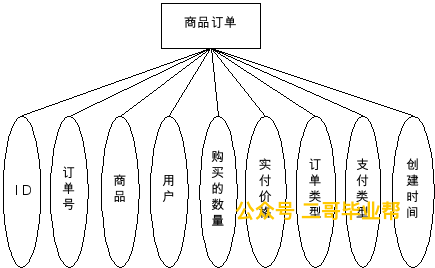 商品订单
ID
订单号
商品
用户
购买的数量
实付价格
订单类型
支付类型
创建时间
公众号 二哥毕业帮